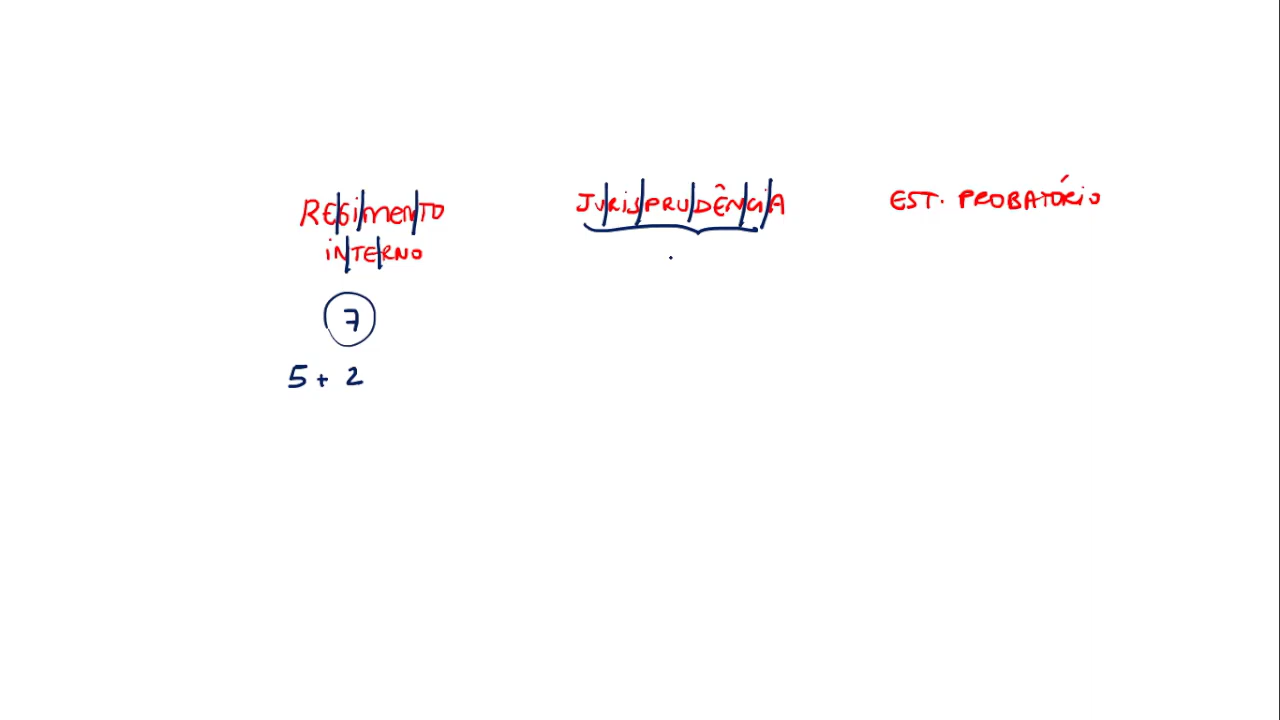 REGIMENTO
INTERNO
7
5 + 2
JURISPRUDÊNCIA
EST. PROBATÓRIO